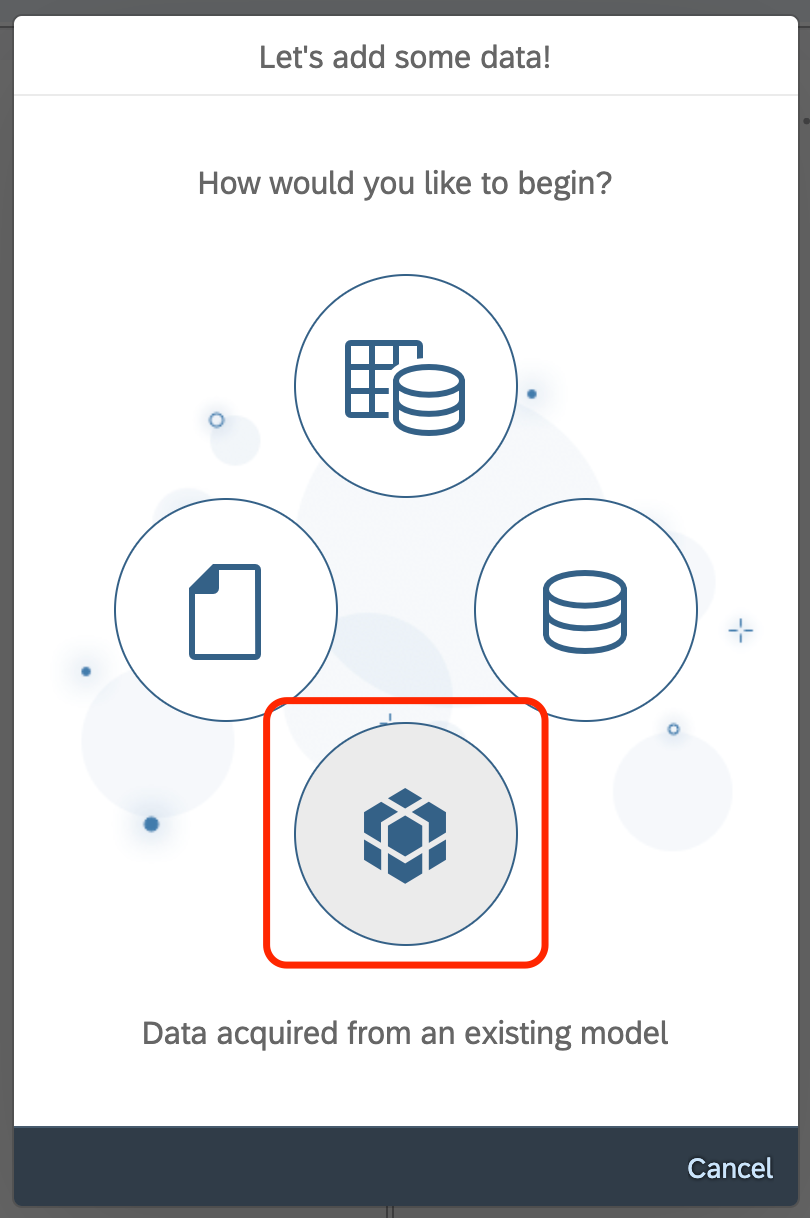 Let's add some data!
How would you like to begin?
Data acquired from an existing model
Cancel